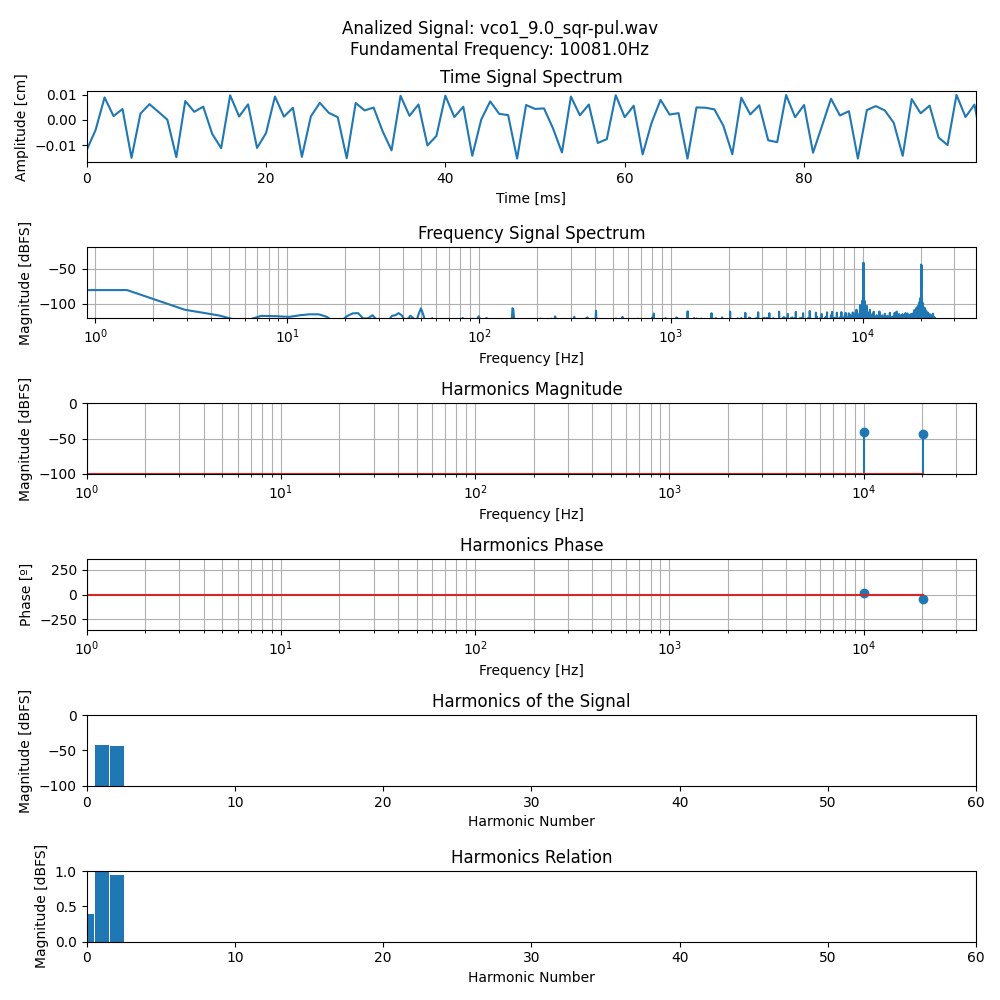 Analized Signal: vco1_9.0_sqr-pul.wav
Fundamental Frequency: 10081.0Hz
Time Signal Spectrum
Amplitude [cm]
0.01
0.00
−0.01
0 20 40 60 80
Time [ms]
Frequency Signal Spectrum
Magnitude [dBFS]
−50
−100
10⁰ 10¹ 10² 10³ 10⁴
Frequency [Hz]
Harmonics Magnitude
Magnitude [dBFS]
0
−50
−100
10⁰ 10¹ 10² 10³ 10⁴
Frequency [Hz]
Harmonics Phase
Phase [º]
250
0
−250
10⁰ 10¹ 10² 10³ 10⁴
Frequency [Hz]
Harmonics of the Signal
Magnitude [dBFS]
0
−50
−100
0 10 20 30 40 50 60
Harmonic Number
Harmonics Relation
Magnitude [dBFS]
1.0
0.5
0.0
0 10 20 30 40 50 60
Harmonic Number